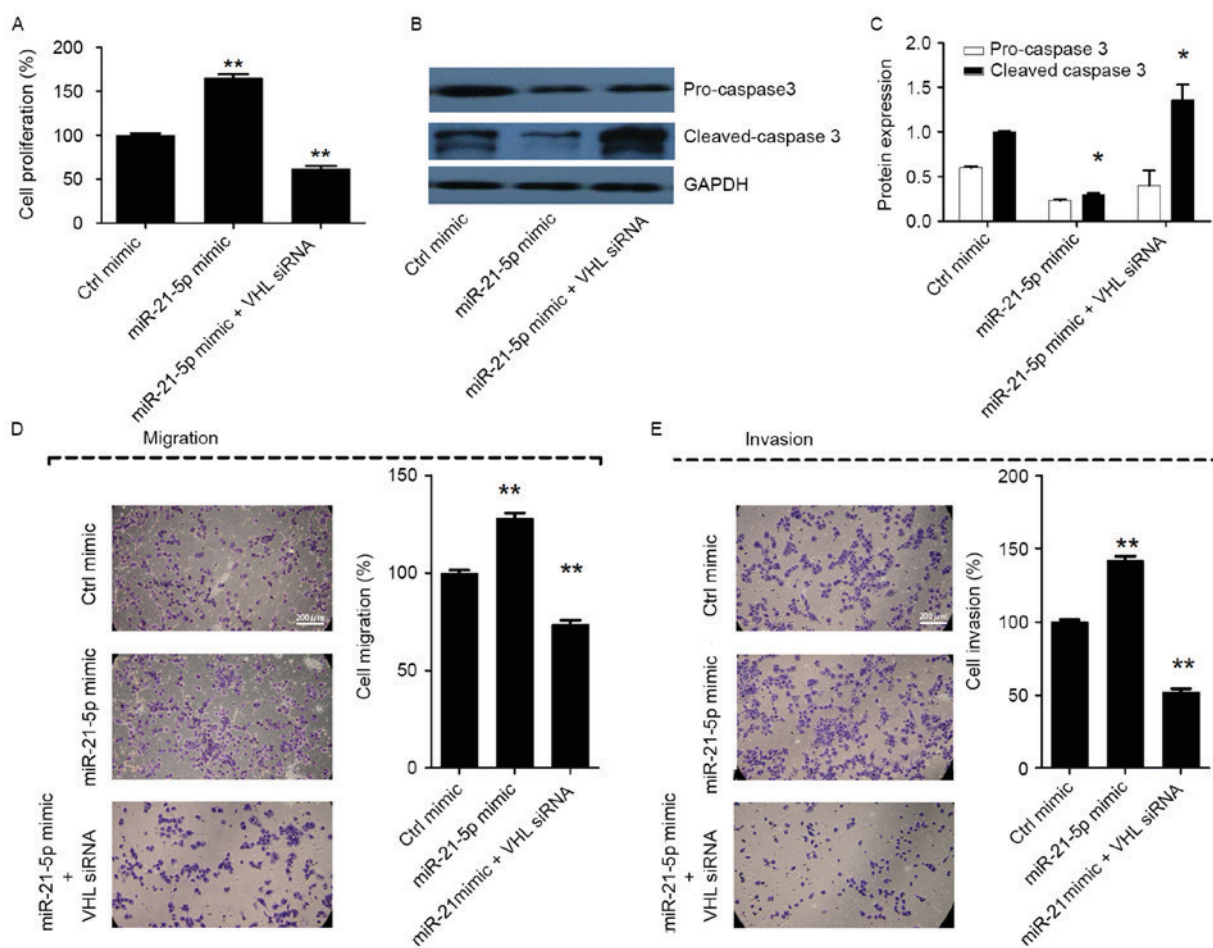 A
Cell proliferation (%)
200
150
100
50
0
**
**
Ctrl mimic
miR-21-5p mimic
miR-21-5p mimic + VHL siRNA
B
Pro-caspase3
Cleaved-caspase 3
GAPDH
Ctrl mimic
miR-21-5p mimic
miR-21-5p mimic + VHL siRNA
C
Protein expression
2.0
1.5
1.0
0.5
0.0
Pro-caspase 3
Cleaved caspase 3
*
*
Ctrl mimic
miR-21-5p mimic
miR-21-5p mimic + VHL siRNA
D
Migration
Ctrl mimic
200 μm
miR-21-5p mimic
miR-21-5p mimic
+
VHL siRNA
Cell migration (%)
150
100
50
0
**
**
Ctrl mimic
miR-21-5p mimic
miR-21mimic + VHL siRNA
E
Invasion
Ctrl mimic
200 μm
miR-21-5p mimic
miR-21-5p mimic
+
VHL siRNA
Cell invasion (%)
200
150
100
50
0
**
**
Ctrl mimic
miR-21-5p mimic
miR-21mimic + VHL siRNA